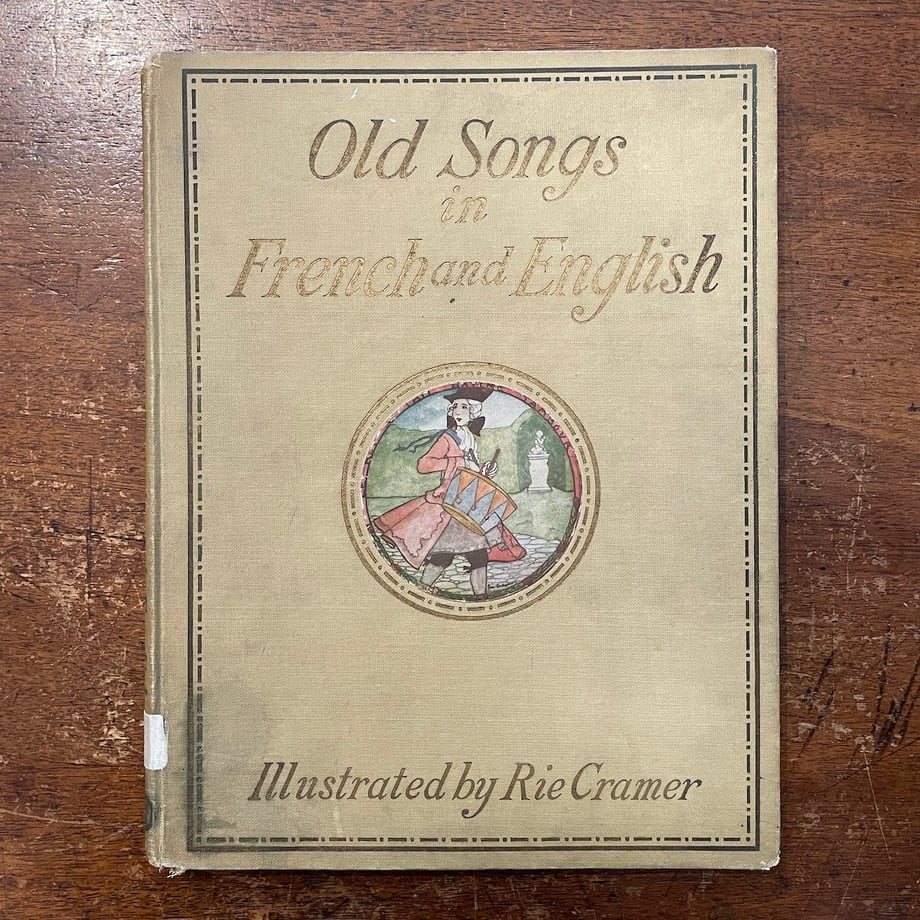 Old Songs
in
French and English
Illustrated by Rie Cramer